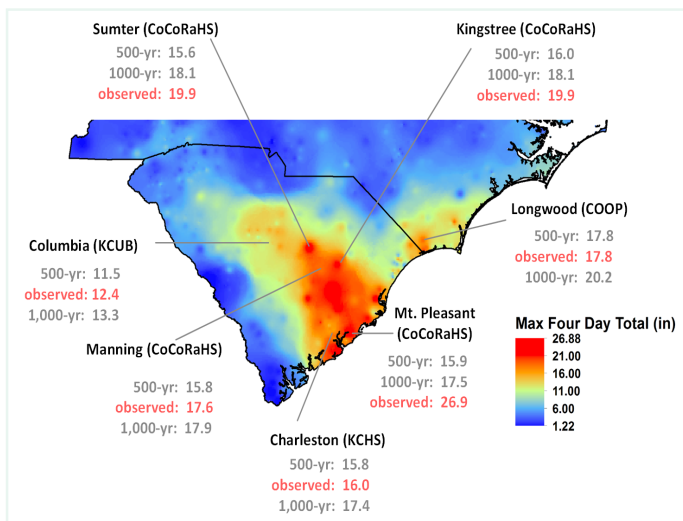 Sumter (CoCoRaHS)
500-yr: 15.6
1000-yr: 18.1
observed: 19.9
Kingstree (CoCoRaHS)
500-yr: 16.0
1000-yr: 18.1
observed: 19.9
Longwood (COOP)
500-yr: 17.8
observed: 17.8
1000-yr: 20.2
Columbia (KCUB)
500-yr: 11.5
observed: 12.4
1,000-yr: 13.3
Mt. Pleasant
(CoCoRaHS)
500-yr: 15.9
1000-yr: 17.5
observed: 26.9
Manning (CoCoRaHS)
500-yr: 15.8
observed: 17.6
1,000-yr: 17.9
Charleston (KCHS)
500-yr: 15.8
observed: 16.0
1,000-yr: 17.4
Max Four Day Total (in)
26.88
21.00
16.00
11.00
6.00
1.22